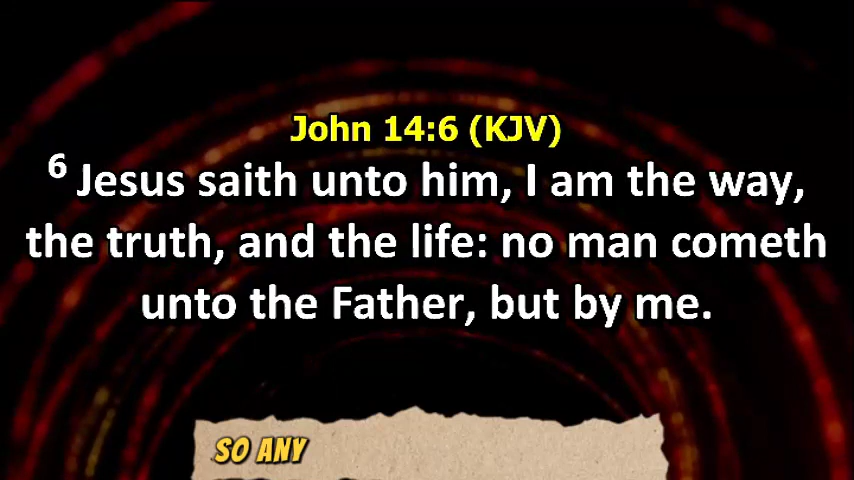 John 14:6 (KJV)
6 Jesus saith unto him, I am the way,
the truth, and the life: no man cometh
unto the Father, but by me.
SO ANY